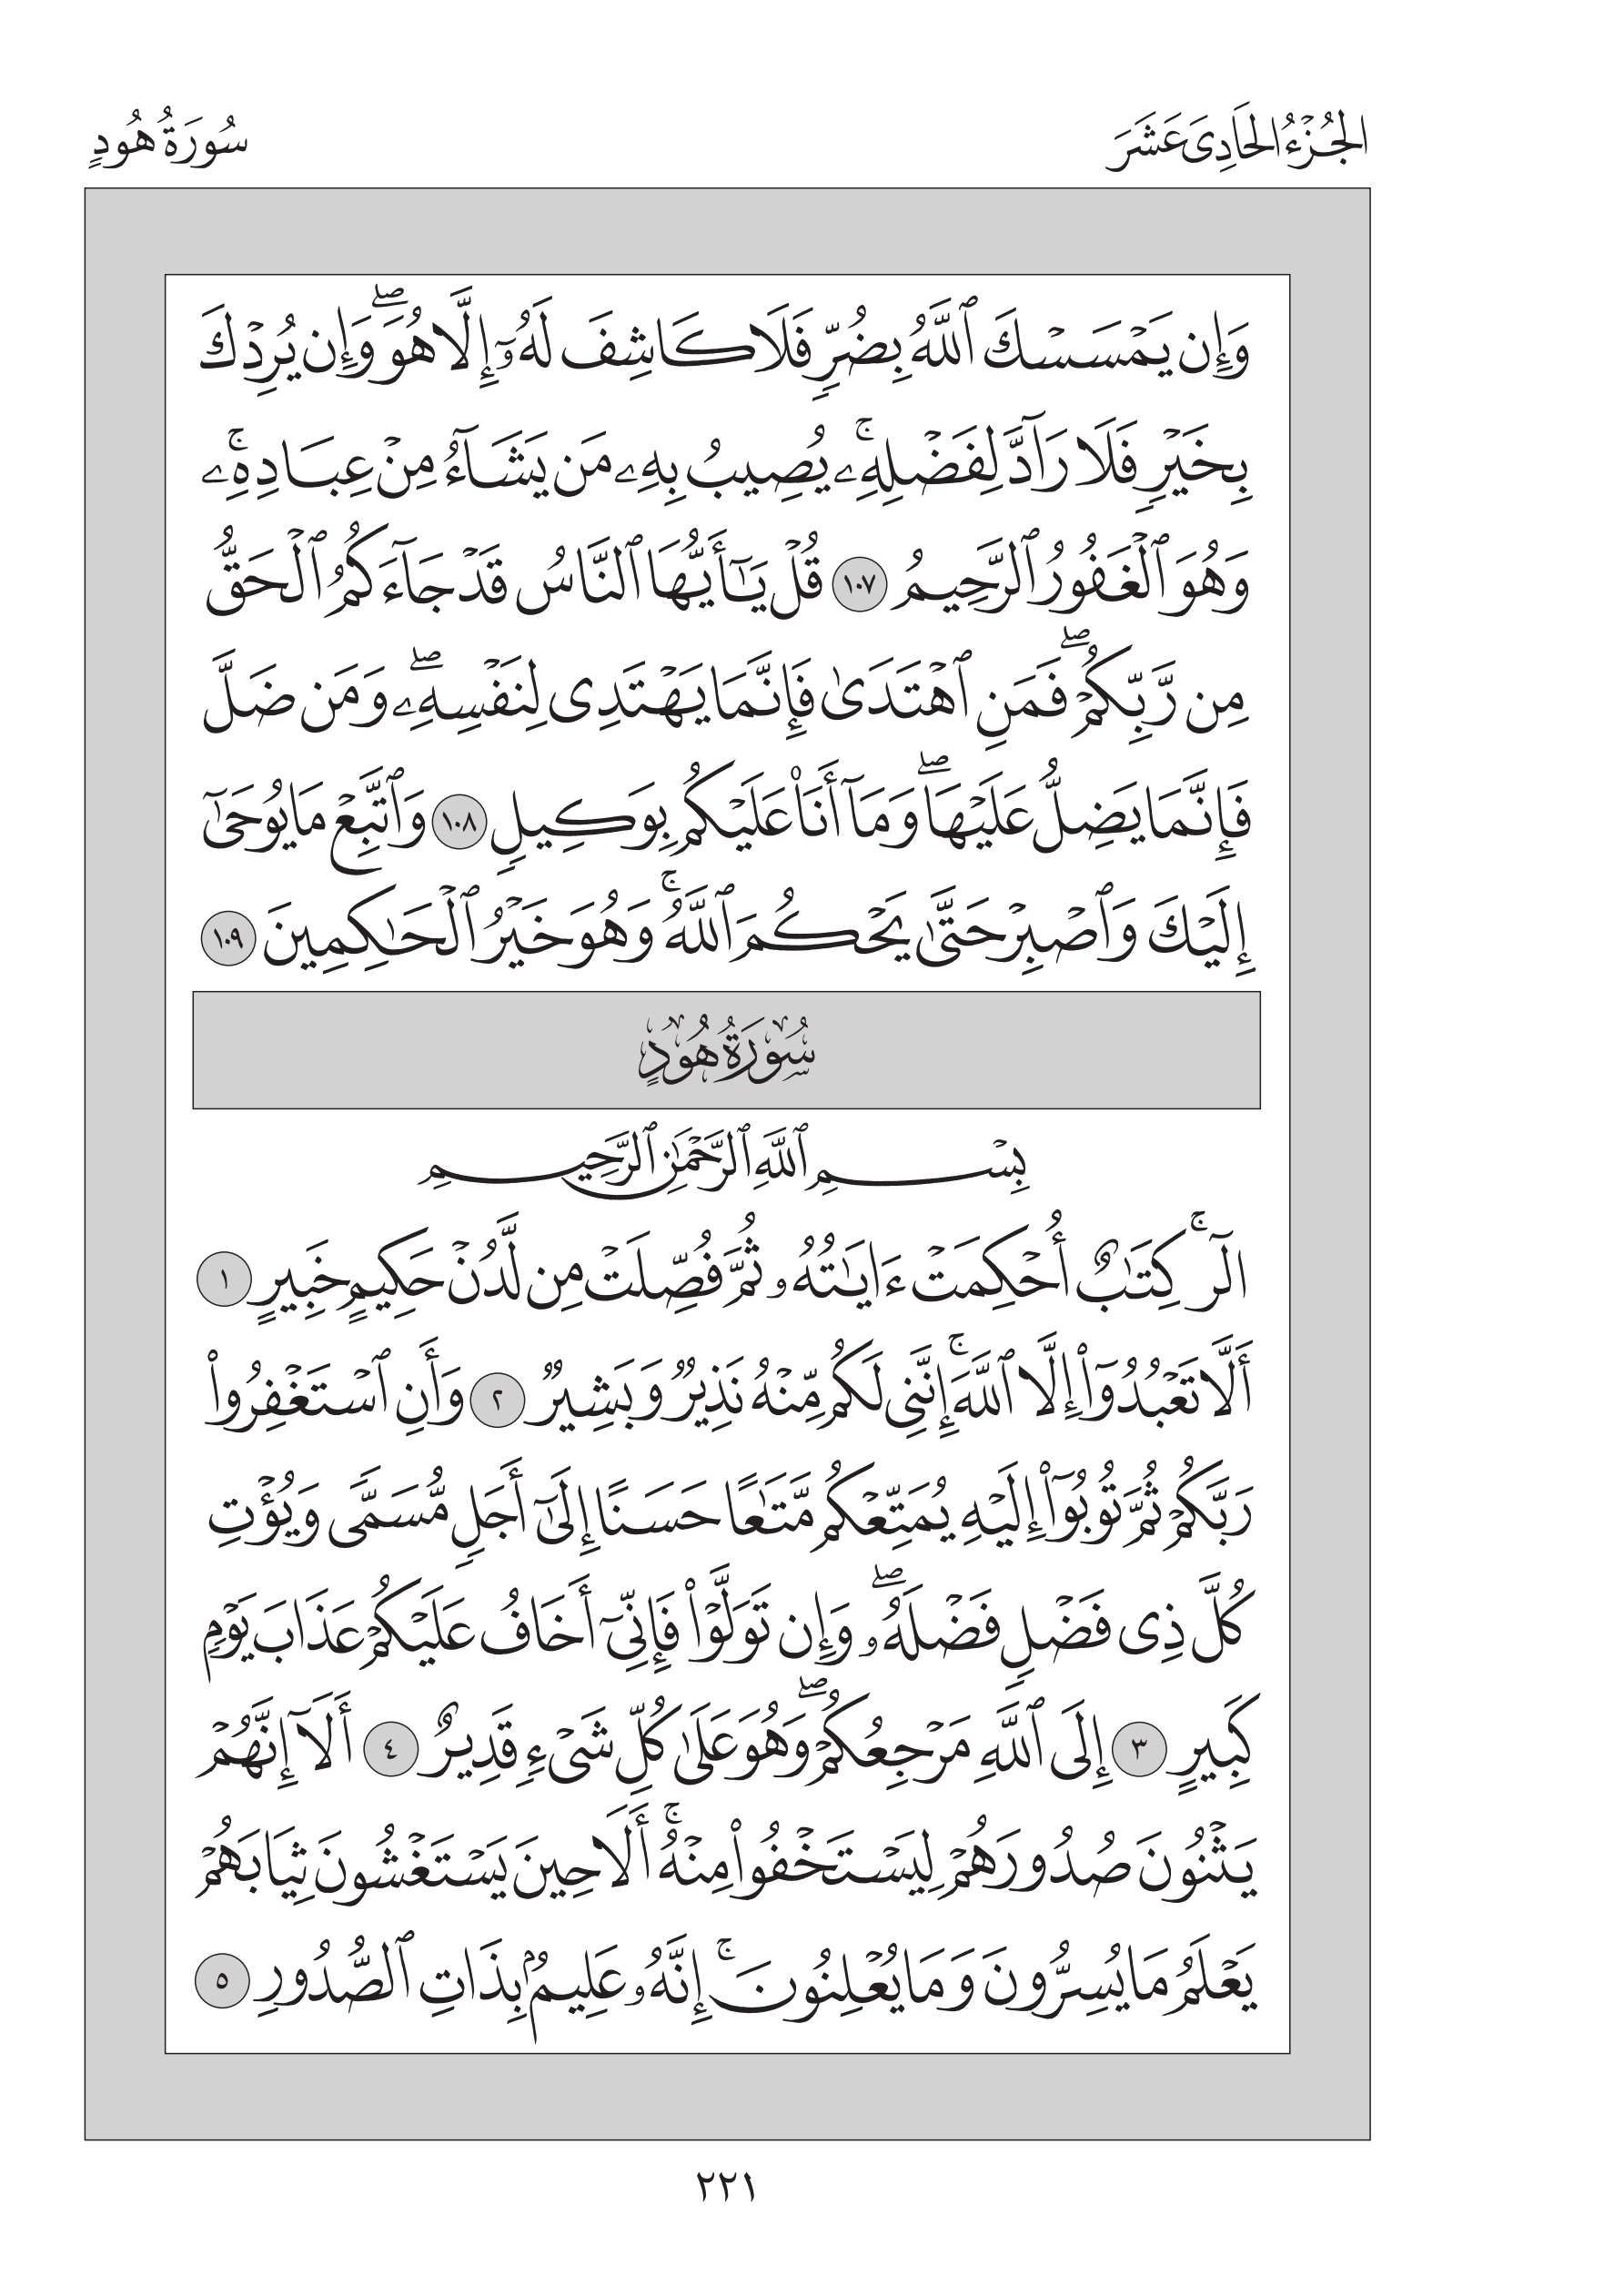 الجُزْءُ الحَادِىَ عَشَرَ
سُورَةُ هُودٍ
وَإِن يَمْسَسْكَ ٱللَّهُ بِضُرٍّ فَلَا كَاشِفَ لَهُۥٓ إِلَّا هُوَۖ وَإِن يُرِدْكَ
بِخَيْرٍ فَلَا رَآدَّ لِفَضْلِهِۦۚ يُصِيبُ بِهِۦ مَن يَشَآءُ مِنْ عِبَادِهِۦۚ
وَهُوَ ٱلْغَفُورُ ٱلرَّحِيمُ ١٠٧ قُلْ يَٰٓأَيُّهَا ٱلنَّاسُ قَدْ جَآءَكُمُ ٱلْحَقُّ
مِن رَّبِّكُمْۖ فَمَنِ ٱهْتَدَىٰ فَإِنَّمَا يَهْتَدِى لِنَفْسِهِۦۖ وَمَن ضَلَّ
فَإِنَّمَا يَضِلُّ عَلَيْهَاۖ وَمَآ أَنَا۠ عَلَيْكُم بِوَكِيلٍ ١٠٨ وَٱتَّبِعْ مَا يُوحَىٰٓ
إِلَيْكَ وَٱصْبِرْ حَتَّىٰ يَحْكُمَ ٱللَّهُۚ وَهُوَ خَيْرُ ٱلْحَٰكِمِينَ ١٠٩
سُورَةُ هُودٍ
بِسْمِ ٱللَّهِ ٱلرَّحْمَٰنِ ٱلرَّحِيمِ
الٓرۚ كِتَٰبٌ أُحْكِمَتْ ءَايَٰتُهُۥ ثُمَّ فُصِّلَتْ مِن لَّدُنْ حَكِيمٍ خَبِيرٍ ١
أَلَّا تَعْبُدُوٓا۟ إِلَّا ٱللَّهَۚ إِنَّنِى لَكُم مِّنْهُ نَذِيرٌ وَبَشِيرٌ ٢ وَأَنِ ٱسْتَغْفِرُوا۟
رَبَّكُمْ ثُمَّ تُوبُوٓا۟ إِلَيْهِ يُمَتِّعْكُم مَّتَٰعًا حَسَنًا إِلَىٰٓ أَجَلٍ مُّسَمًّى وَيُؤْتِ
كُلَّ ذِى فَضْلٍ فَضْلَهُۥۖ وَإِن تَوَلَّوْا۟ فَإِنِّىٓ أَخَافُ عَلَيْكُمْ عَذَابَ يَوْمٍ
كَبِيرٍ ٣ إِلَى ٱللَّهِ مَرْجِعُكُمْۖ وَهُوَ عَلَىٰ كُلِّ شَىْءٍ قَدِيرٌ ٤ أَلَآ إِنَّهُمْ
يَثْنُونَ صُدُورَهُمْ لِيَسْتَخْفُوا۟ مِنْهُۚ أَلَا حِينَ يَسْتَغْشُونَ ثِيَابَهُمْ
يَعْلَمُ مَا يُسِرُّونَ وَمَا يُعْلِنُونَۚ إِنَّهُۥ عَلِيمٌۢ بِذَاتِ ٱلصُّدُورِ ٥
٢٢١